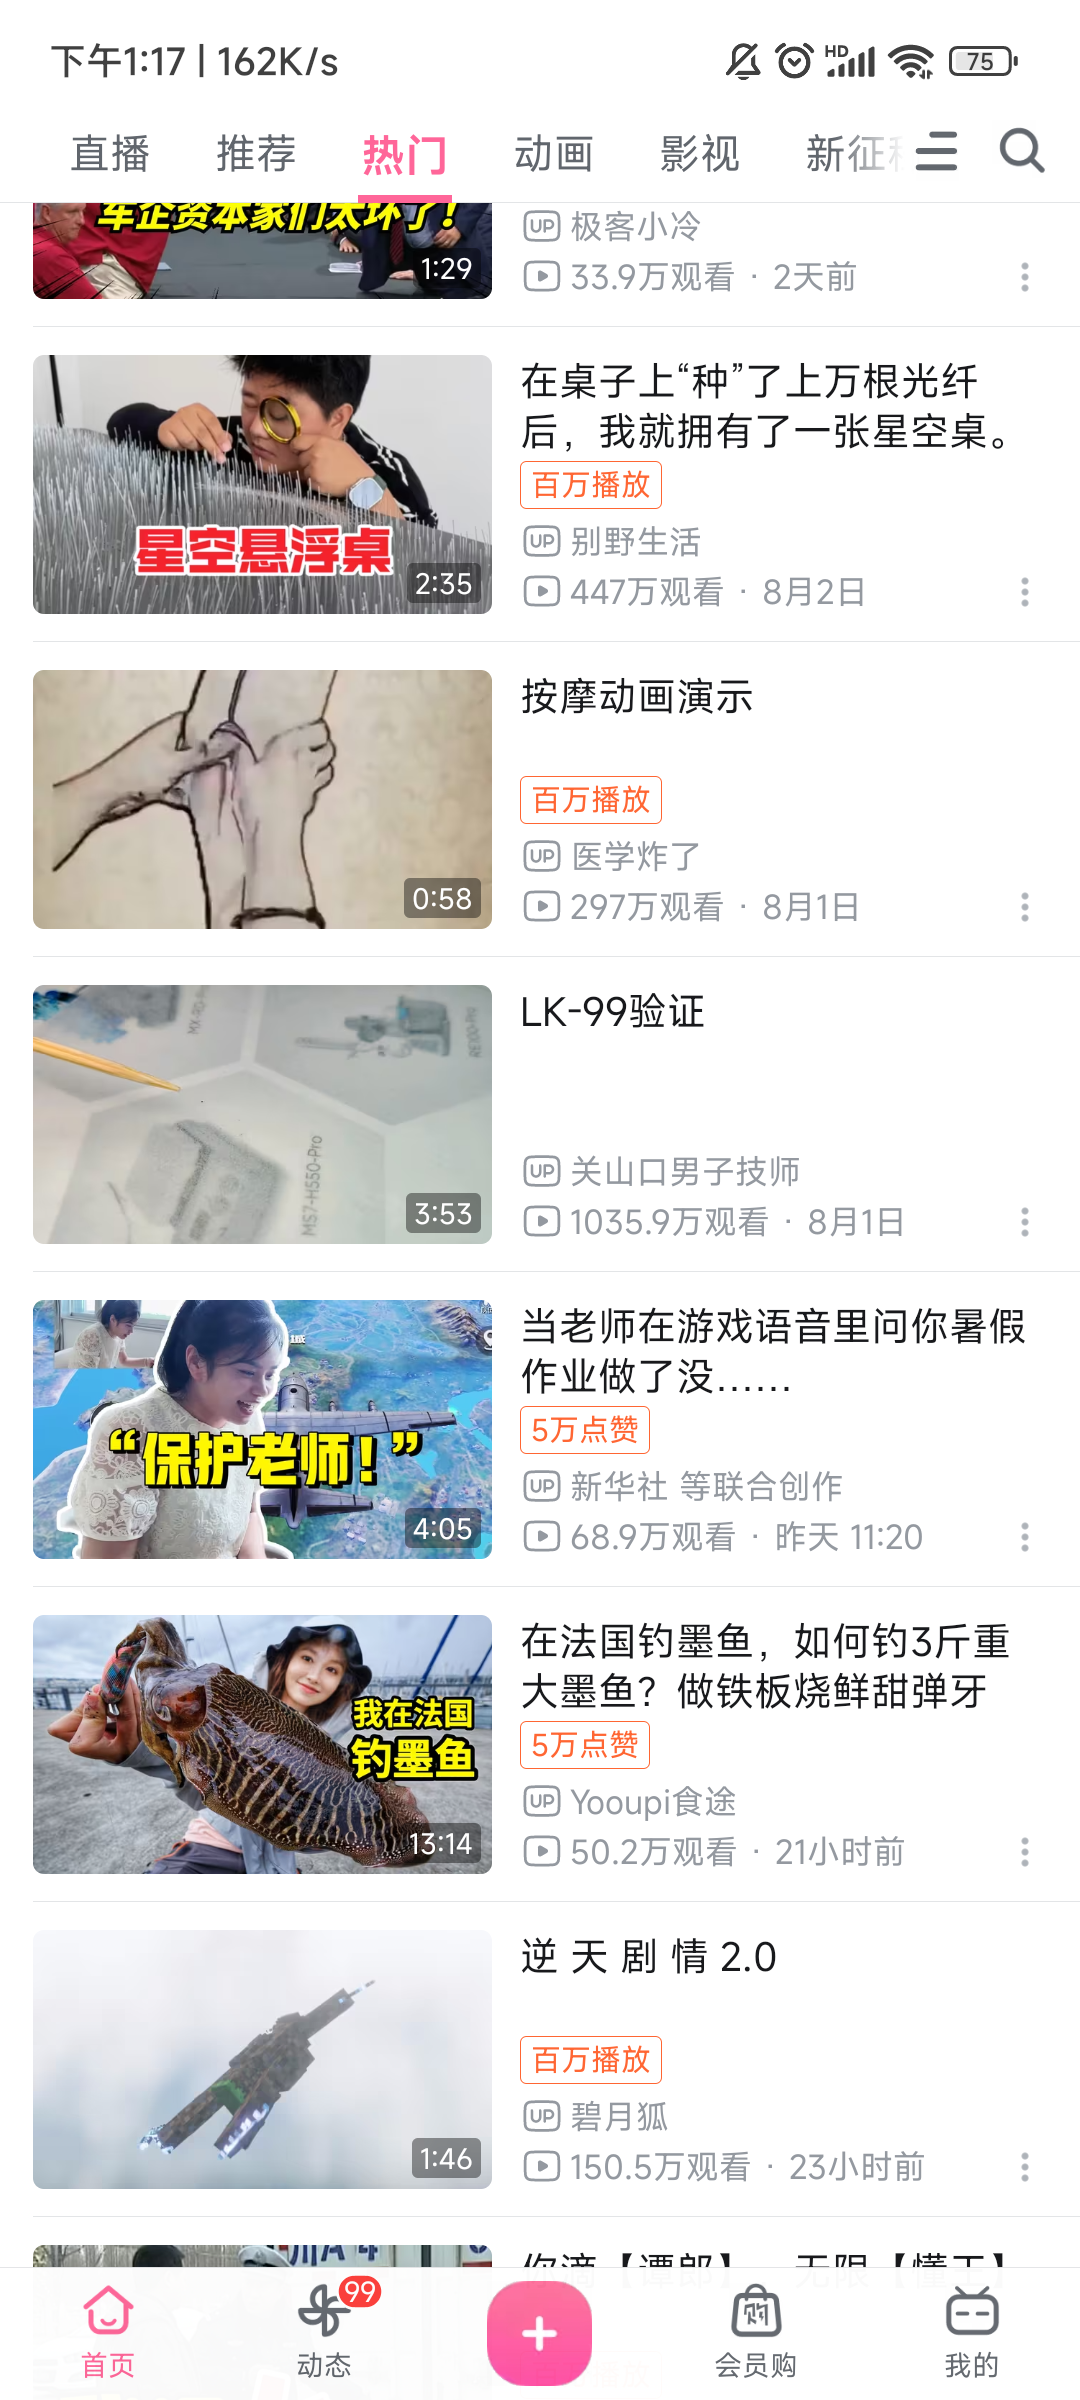 下午1:17 | 162K/s
HD
75
直播 推荐 热门 动画 影视 新征
车企资本家们太坏了！
1:29
UP 极客小冷
33.9万观看 · 2天前
星空悬浮桌
2:35
在桌子上“种”了上万根光纤
后，我就拥有了一张星空桌。
百万播放
UP 别野生活
447万观看 · 8月2日
0:58
按摩动画演示
百万播放
UP 医学炸了
297万观看 · 8月1日
MS7-H550-Pro
3:53
LK-99验证
UP 关山口男子技师
1035.9万观看 · 8月1日
“保护老师！”
4:05
当老师在游戏语音里问你暑假
作业做了没……
5万点赞
UP 新华社 等联合创作
68.9万观看 · 昨天 11:20
我在法国
钓墨鱼
13:14
在法国钓墨鱼，如何钓3斤重
大墨鱼？做铁板烧鲜甜弹牙
5万点赞
UP Yooupi食途
50.2万观看 · 21小时前
1:46
逆 天 剧 情 2.0
百万播放
UP 碧月狐
150.5万观看 · 23小时前
你滴【谭郎】，无限【懂王】
99
首页 动态 会员购 我的